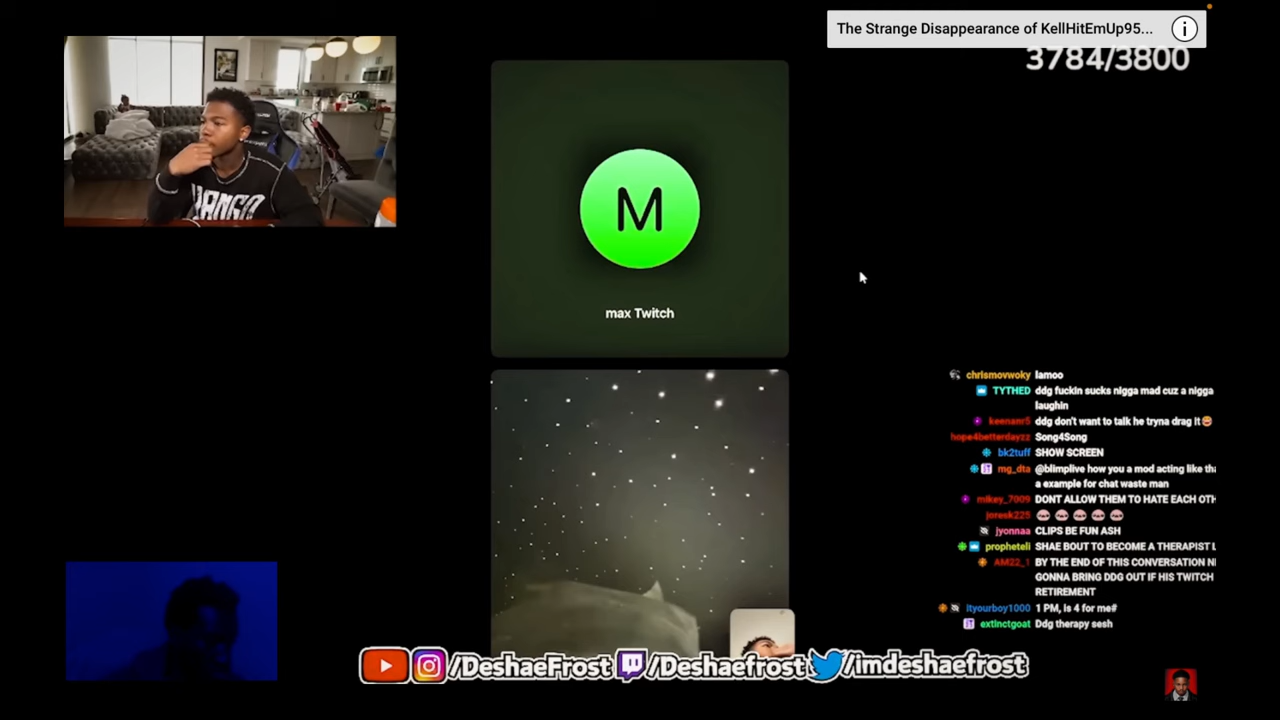 The Strange Disappearance of KellHitEmUp95...
3784/3800
M
max Twitch
chrismovwoky lamoo
TYTHED ddg fuckin sucks nigga mad cuz a nigga
laughin
keenanr5 ddg don't want to talk he tryna drag it
hope4betterdayzz Song4Song
bk2tuff SHOW SCREEN
mg_dta @blimplive how you a mod acting like tha
a example for chat waste man
mikey_7009 DONT ALLOW THEM TO HATE EACH OTH
joresk225
jyonnaa CLIPS BE FUN ASH
propheteli SHAE BOUT TO BECOME A THERAPIST L
AM22_1 BY THE END OF THIS CONVERSATION NI
GONNA BRING DDG OUT IF HIS TWITCH
RETIREMENT
ityourboy1000 1 PM, is 4 for me#
extinctgoat Ddg therapy sesh
/DeshaeFrost /Deshaefrost /imdeshaefrost